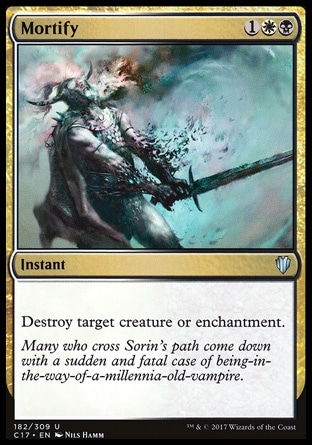 Mortify 1
Instant
Destroy target creature or enchantment.
Many who cross Sorin's path come down
with a sudden and fatal case of being-in-
the-way-of-a-millennia-old-vampire.
182/309 U
C17 • EN Nils Hamm
™ & © 2017 Wizards of the Coast